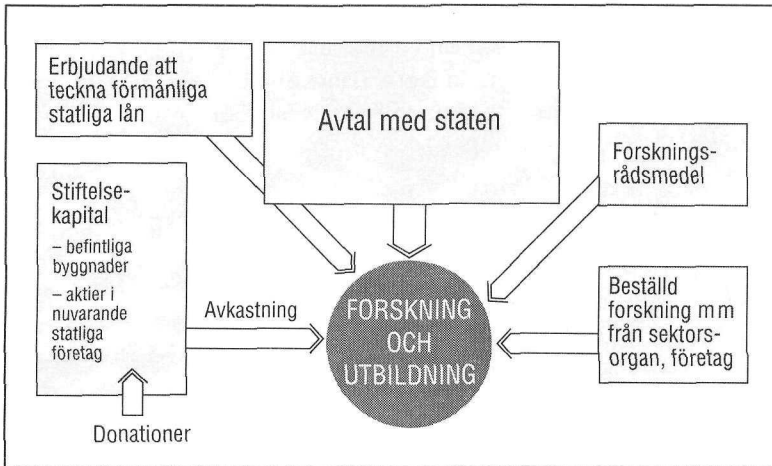 Erbjudande att
teckna förmånliga
statliga lån
Avtal med staten
Forsknings-
rådsmedel
Stiftelse-
kapital
– befintliga
byggnader
– aktier i
nuvarande
statliga
företag
Avkastning
FORSKNING
OCH
UTBILDNING
Beställd
forskning mm
från sektors-
organ, företag
Donationer